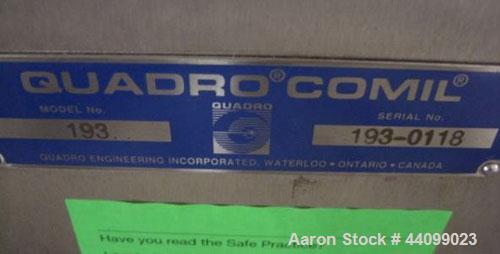 QUADRO® COMIL®
MODEL No.
193
QUADRO
SERIAL No.
193-0118
QUADRO ENGINEERING INCORPORATED, WATERLOO • ONTARIO • CANADA
Have you read the Safe Practice?
Aaron Stock # 44099023